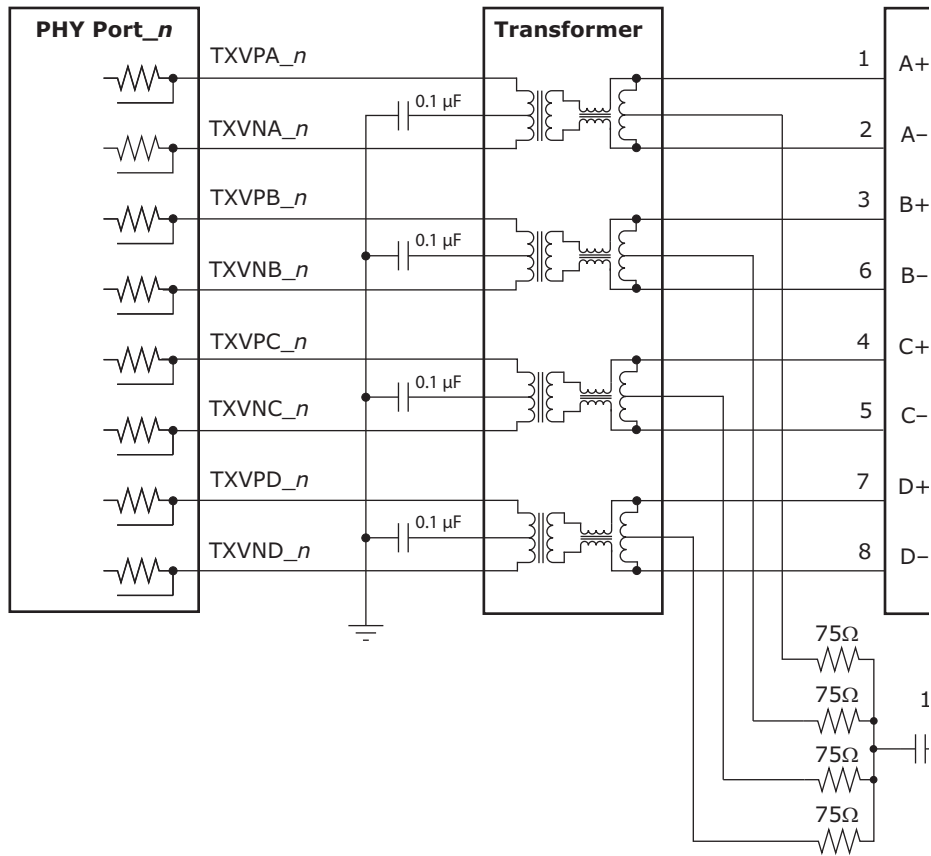 PHY Port_n
Transformer
TXVPA_n
1
A+
0.1 µF
TXVNA_n
2
A–
TXVPB_n
3
B+
0.1 µF
TXVNB_n
6
B–
TXVPC_n
4
C+
0.1 µF
TXVNC_n
5
C–
TXVPD_n
7
D+
0.1 µF
TXVND_n
8
D–
75Ω
75Ω
1
75Ω
75Ω